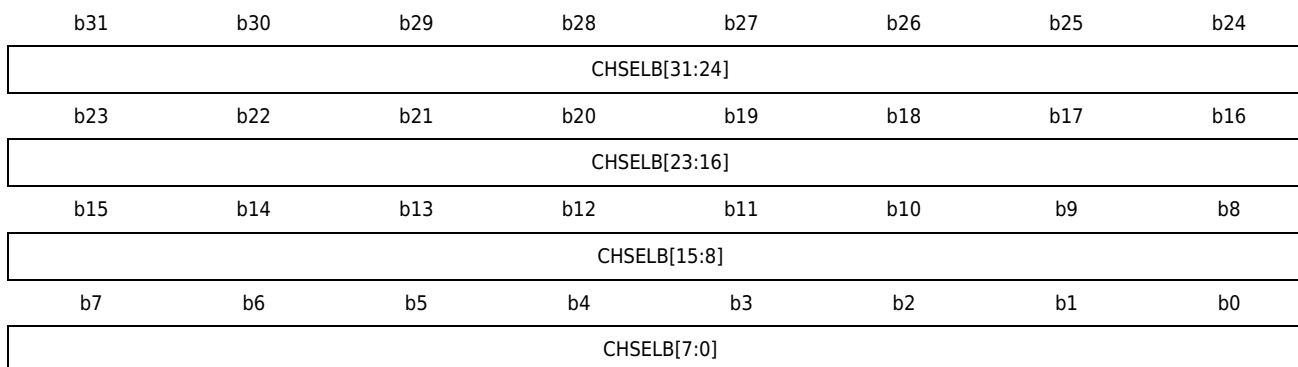 b31 b30 b29 b28 b27 b26 b25 b24
CHSELB[31:24]
b23 b22 b21 b20 b19 b18 b17 b16
CHSELB[23:16]
b15 b14 b13 b12 b11 b10 b9 b8
CHSELB[15:8]
b7 b6 b5 b4 b3 b2 b1 b0
CHSELB[7:0]